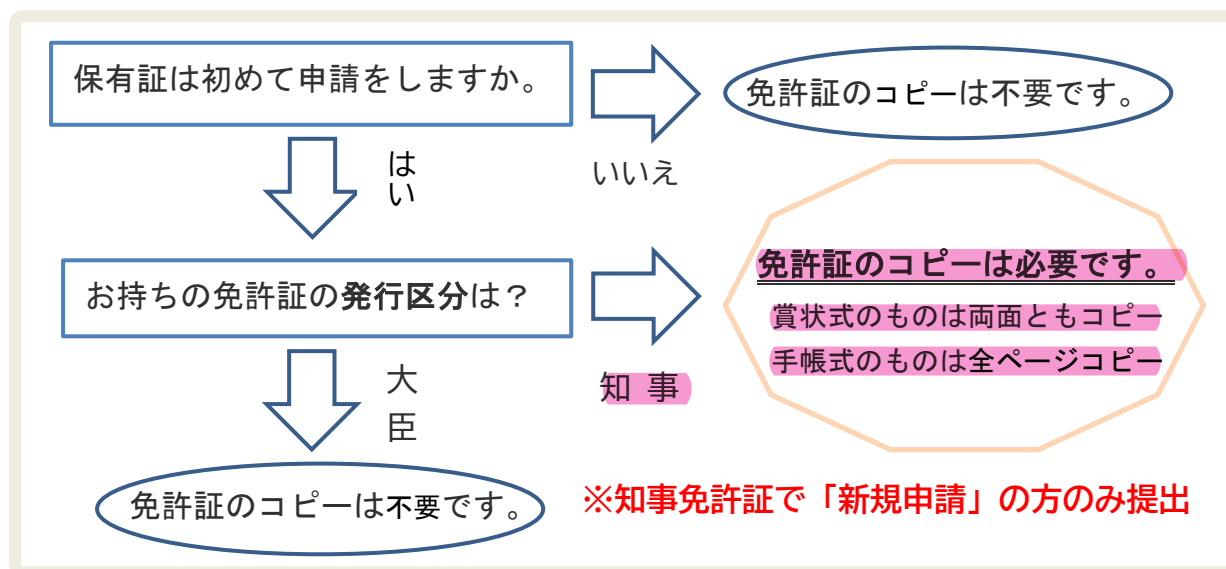 保有証は初めて申請をしますか。
免許証のコピーは不要です。
はい
いいえ
お持ちの免許証の発行区分は？
免許証のコピーは必要です。
賞状式のものは両面ともコピー
手帳式のものは全ページコピー
知 事
大臣
免許証のコピーは不要です。
※知事免許証で「新規申請」の方のみ提出